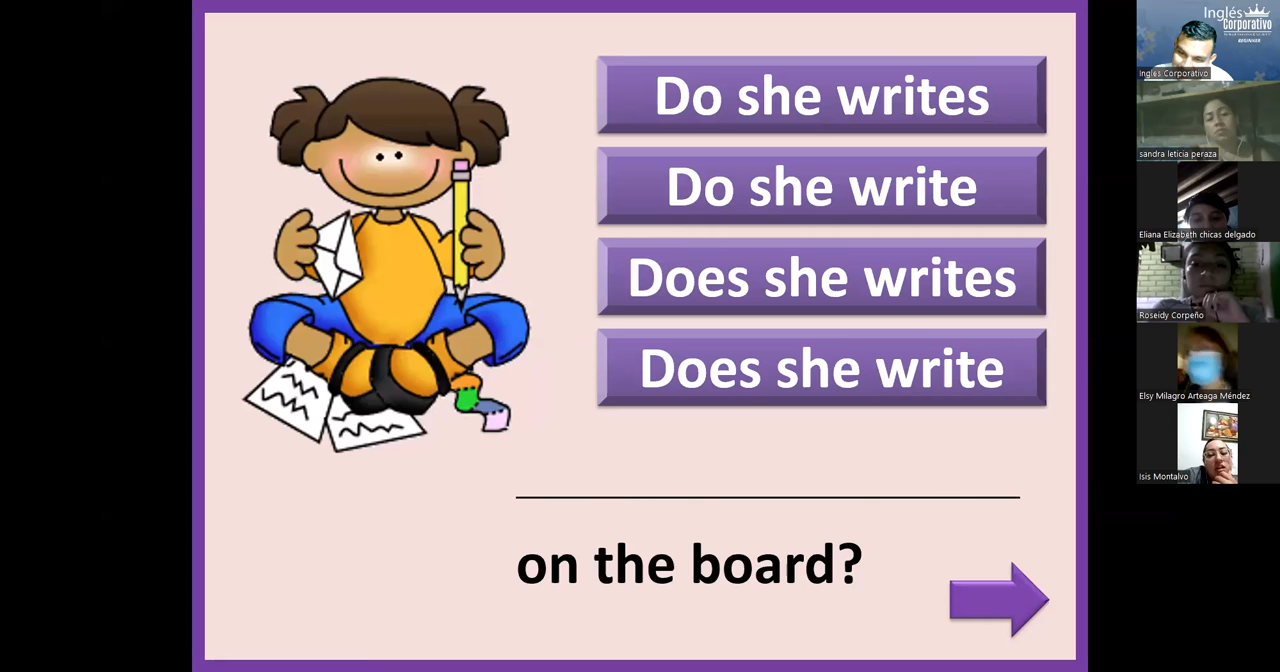 Do she writes
Do she write
Does she writes
Does she write
on the board?
Inglés
Corporativo
BEGINNER
Inglés Corporativo
sandra leticia peraza
Eliana Elizabeth chicas delgado
Roseidy Corpeño
Elsy Milagro Arteaga Méndez
Isis Montalvo